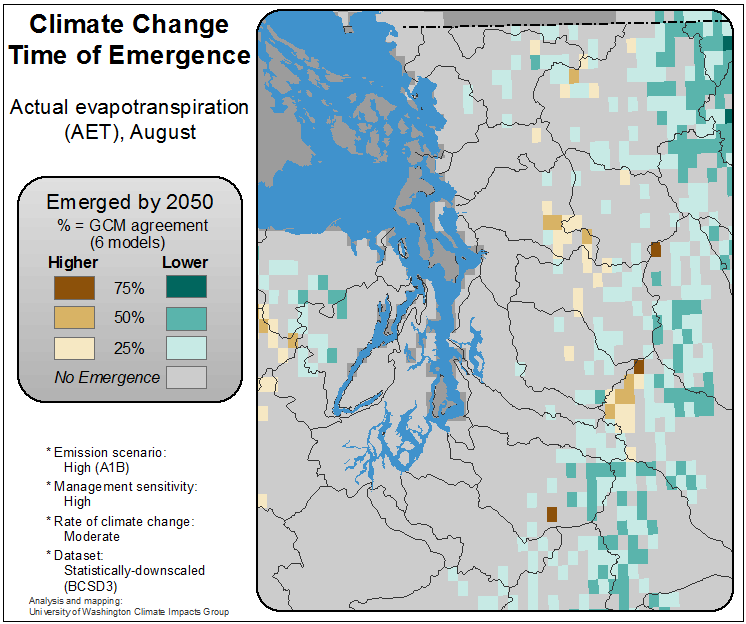 Climate Change
Time of Emergence
Actual evapotranspiration
(AET), August
Emerged by 2050
% = GCM agreement
(6 models)
Higher Lower
75%
50%
25%
No Emergence
* Emission scenario:
High (A1B)
* Management sensitivity:
High
* Rate of climate change:
Moderate
* Dataset:
Statistically-downscaled
(BCSD3)
Analysis and mapping:
University of Washington Climate Impacts Group